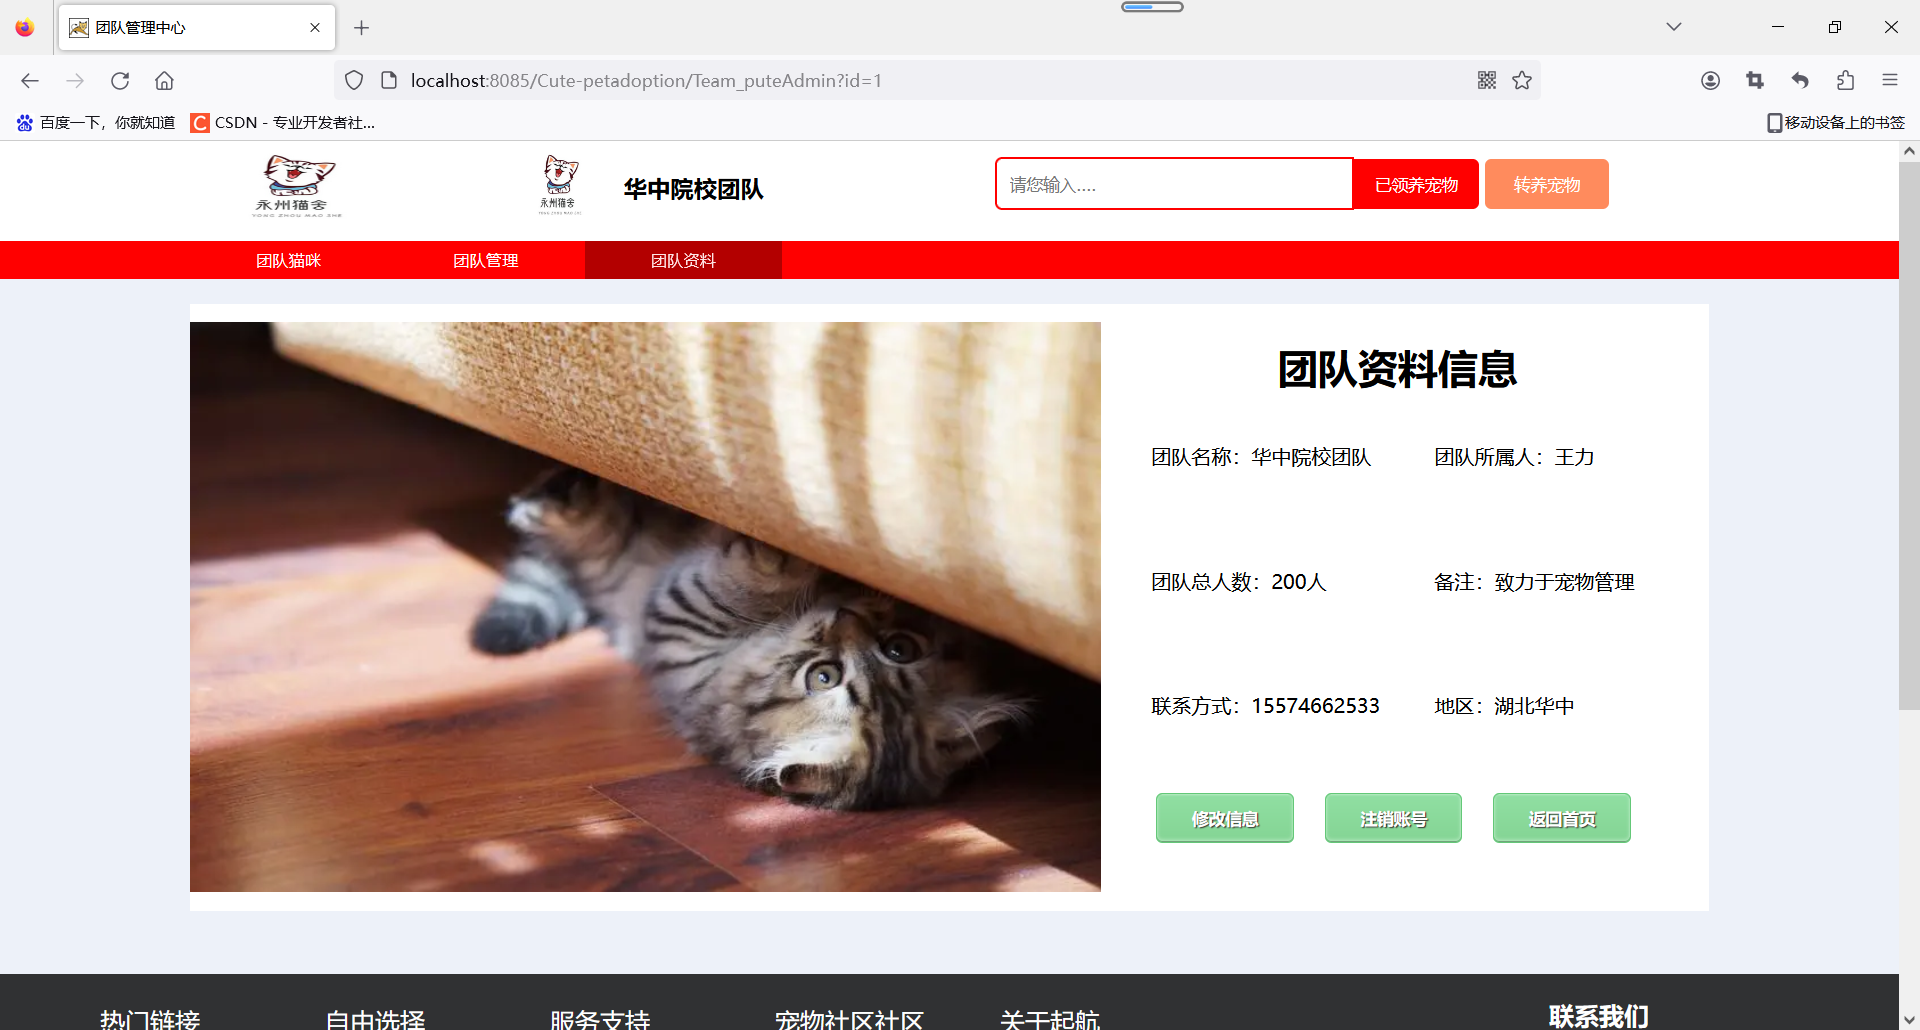 团队管理中心
localhost:8085/Cute-petadoption/Team_puteAdmin?id=1
百度一下，你就知道
CSDN - 专业开发者社...
移动设备上的书签
永州猫舍
YONG ZHOU MAO SHE
永州猫舍
YONG ZHOU MAO SHE
华中院校团队
请您输入....
已领养宠物
转养宠物
团队猫咪
团队管理
团队资料
团队资料信息
团队名称：华中院校团队
团队所属人：王力
团队总人数：200人
备注：致力于宠物管理
联系方式：15574662533
地区：湖北华中
修改信息
注销账号
返回首页
热门链接
自由选择
服务支持
宠物社区社区
关于起航
联系我们